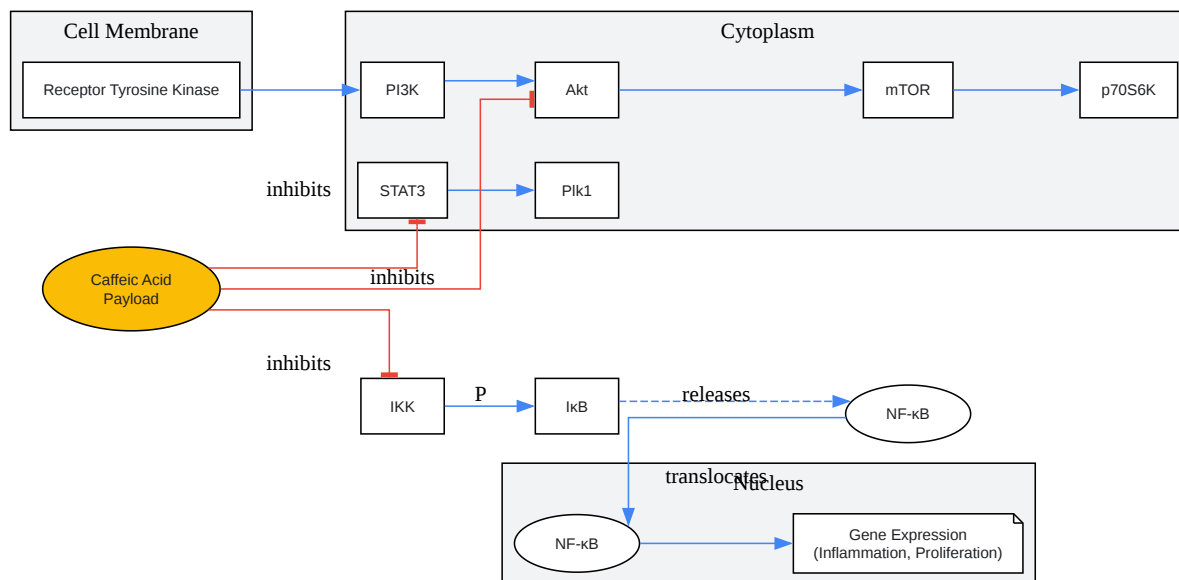 Cell Membrane
Cytoplasm
Receptor Tyrosine Kinase
PI3K
Akt
mTOR
p70S6K
inhibits
STAT3
Plk1
Caffeic Acid
Payload
inhibits
inhibits
IKK
P
IκB
releases
NF-κB
translocates
Nucleus
NF-κB
Gene Expression
(Inflammation, Proliferation)